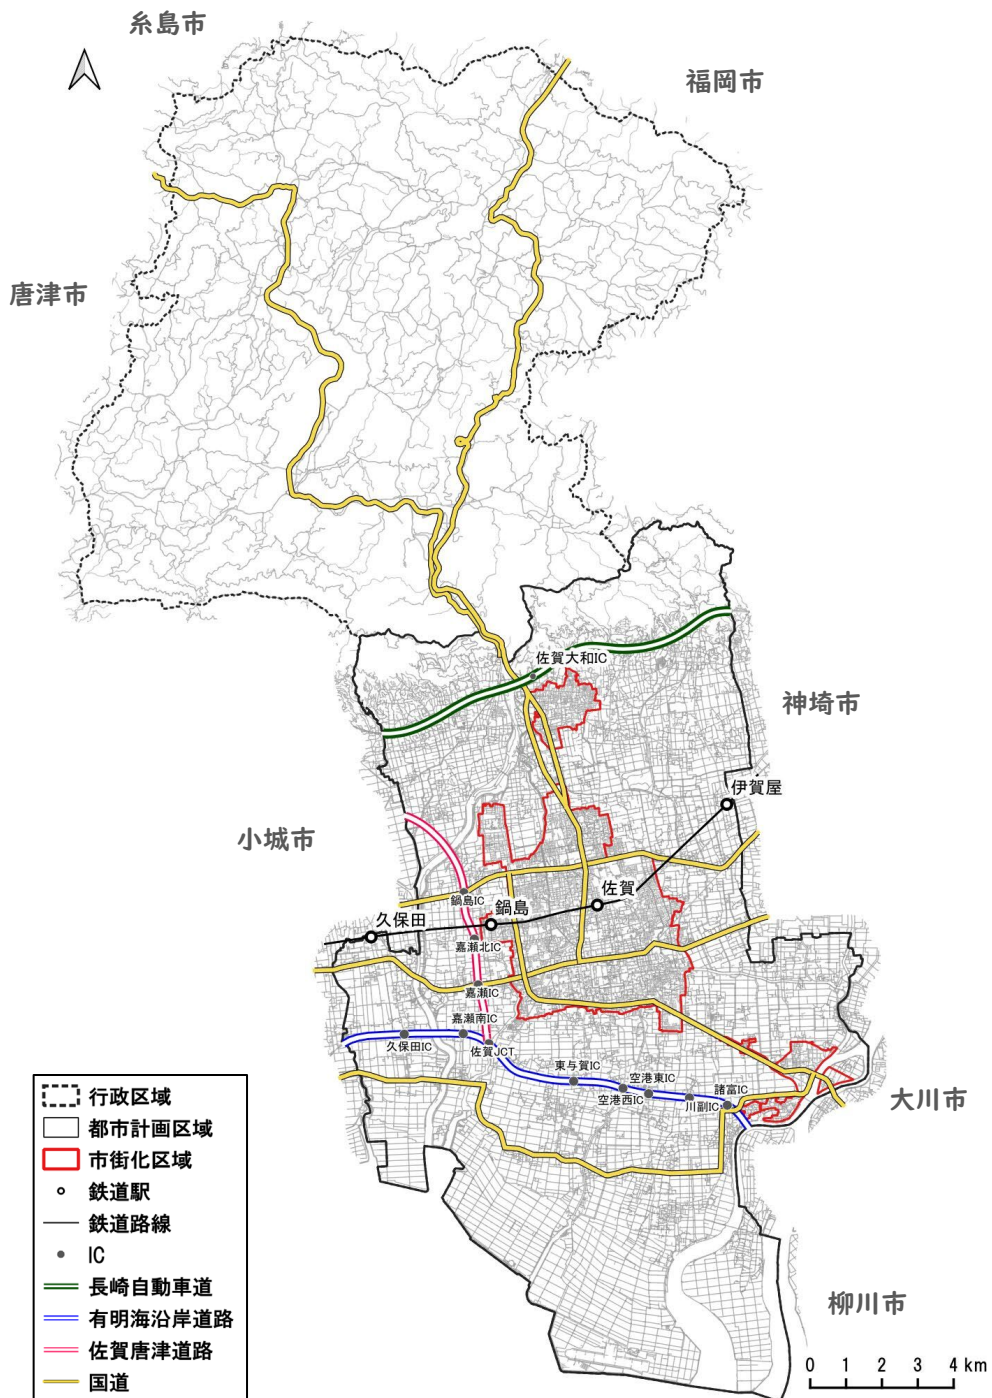 糸島市
福岡市
唐津市
佐賀大和IC
神埼市
伊賀屋
小城市
佐賀
鍋島IC
鍋島
久保田
嘉瀬北IC
嘉瀬IC
嘉瀬南IC
久保田IC
佐賀JCT
東与賀IC
空港東IC
空港西IC
諸富IC
川副IC
大川市
柳川市
行政区域
都市計画区域
市街化区域
鉄道駅
鉄道路線
IC
長崎自動車道
有明海沿岸道路
佐賀唐津道路
国道
0 1 2 3 4 km